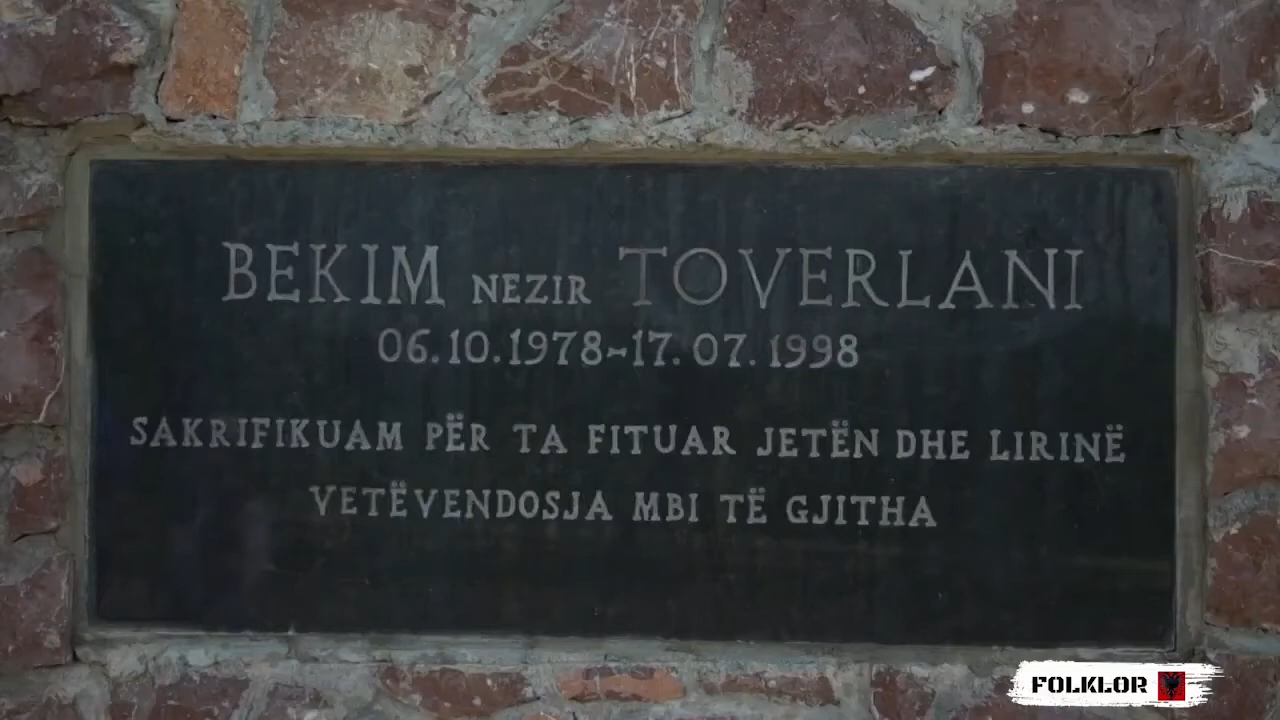 BEKIM NEZIR TOVERLANI
06.10.1978-17.07.1998
SAKRIFIKUAM PËR TA FITUAR JETËN DHE LIRINË
VETËVENDOSJA MBI TË GJITHA
FOLKLOR